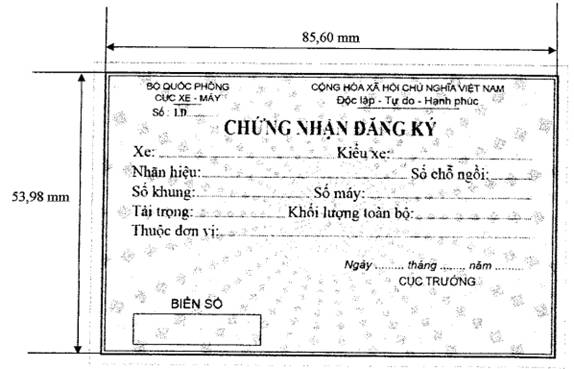 85,60 mm
BỘ QUỐC PHÒNG CỘNG HÒA XÃ HỘI CHỦ NGHĨA VIỆT NAM
CỤC XE - MÁY Độc lập - Tự do - Hạnh phúc
Số : LĐ
CHỨNG NHẬN ĐĂNG KÝ
Xe: Kiểu xe:
Nhãn hiệu: Số chỗ ngồi:
53,98 mm
Số khung: Số máy:
Tải trọng: Khối lượng toàn bộ:
Thuộc đơn vị:
Ngày ........ tháng ....... năm ........
CỤC TRƯỞNG
BIỂN SỐ